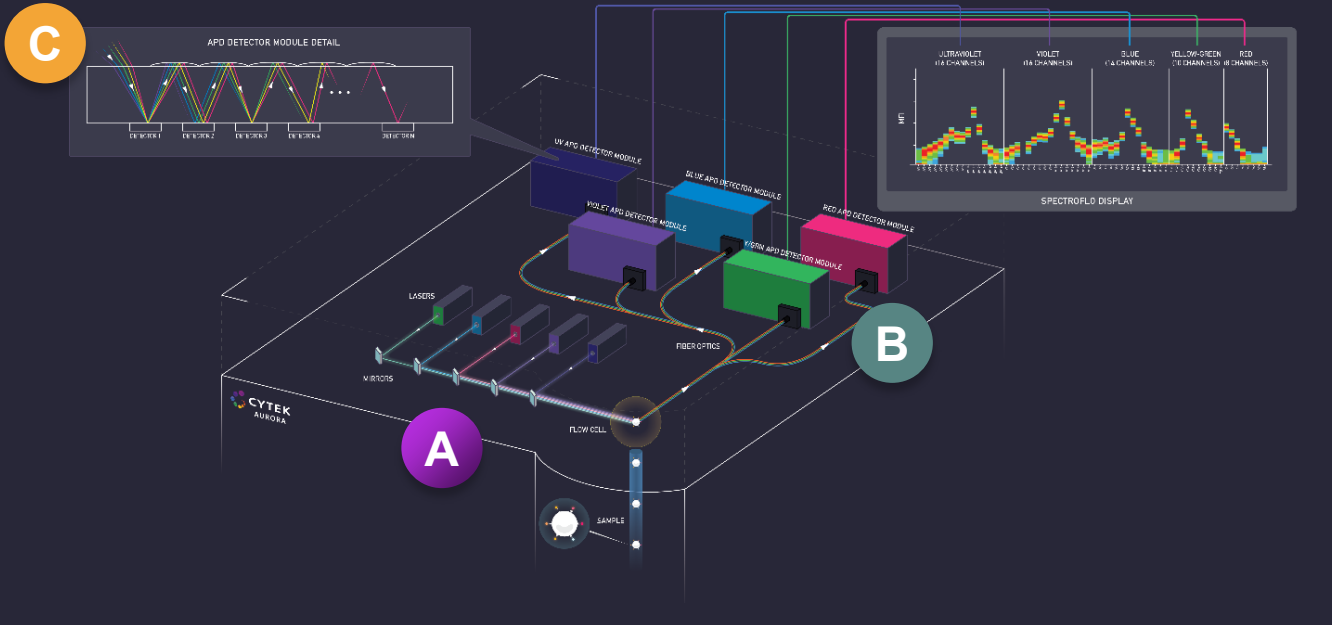 C
APD DETECTOR MODULE DETAIL
DETECTOR 1
DETECTOR 2
DETECTOR 3
DETECTOR 4
DETECTOR N
ULTRAVIOLET
(16 CHANNELS)
VIOLET
(16 CHANNELS)
BLUE
(14 CHANNELS)
YELLOW-GREEN
(10 CHANNELS)
RED
(8 CHANNELS)
SPECTROFLO DISPLAY
UV APD DETECTOR MODULE
BLUE APD DETECTOR MODULE
VIOLET APD DETECTOR MODULE
RED APD DETECTOR MODULE
Y/GRN APD DETECTOR MODULE
LASERS
FIBER OPTICS
B
MIRRORS
CYTEK
AURORA
A
FLOW CELL
SAMPLE